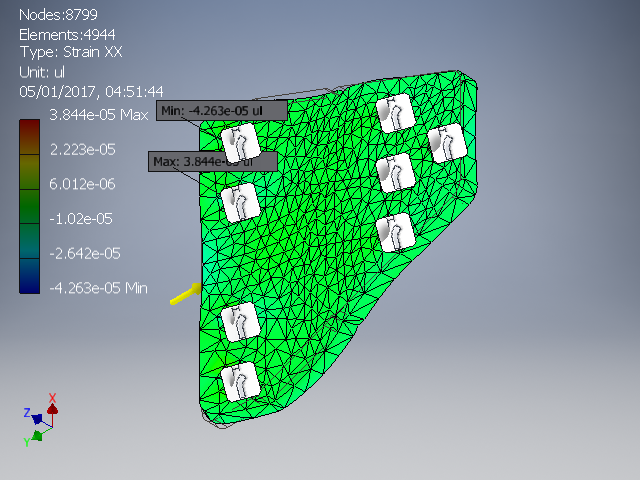 Nodes:8799
Elements:4944
Type: Strain XX
Unit: ul
05/01/2017, 04:51:44
3.844e-05 Max
2.223e-05
6.012e-06
-1.02e-05
-2.642e-05
-4.263e-05 Min
Min: -4.263e-05 ul
Max: 3.844e-05 ul
X
Z
Y